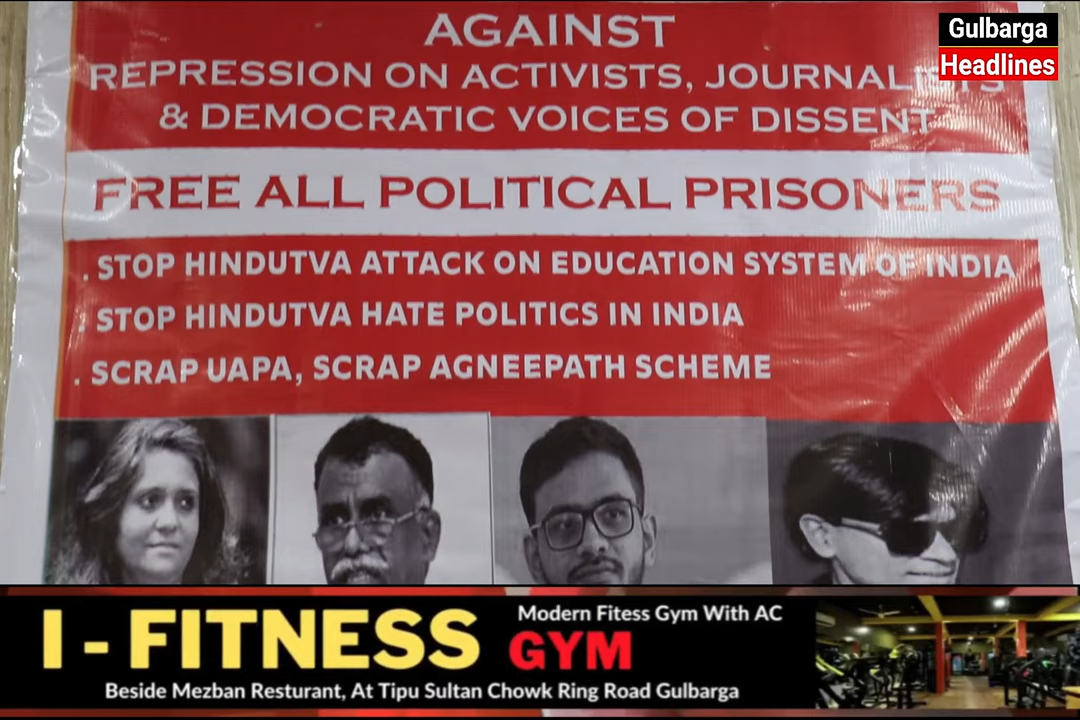 Gulbarga
Headlines
AGAINST
REPRESSION ON ACTIVISTS, JOURNALISTS
& DEMOCRATIC VOICES OF DISSENT
FREE ALL POLITICAL PRISONERS
. STOP HINDUTVA ATTACK ON EDUCATION SYSTEM OF INDIA
. STOP HINDUTVA HATE POLITICS IN INDIA
. SCRAP UAPA, SCRAP AGNEEPATH SCHEME
I - FITNESS
Modern Fitess Gym With AC
GYM
Beside Mezban Resturant, At Tipu Sultan Chowk Ring Road Gulbarga